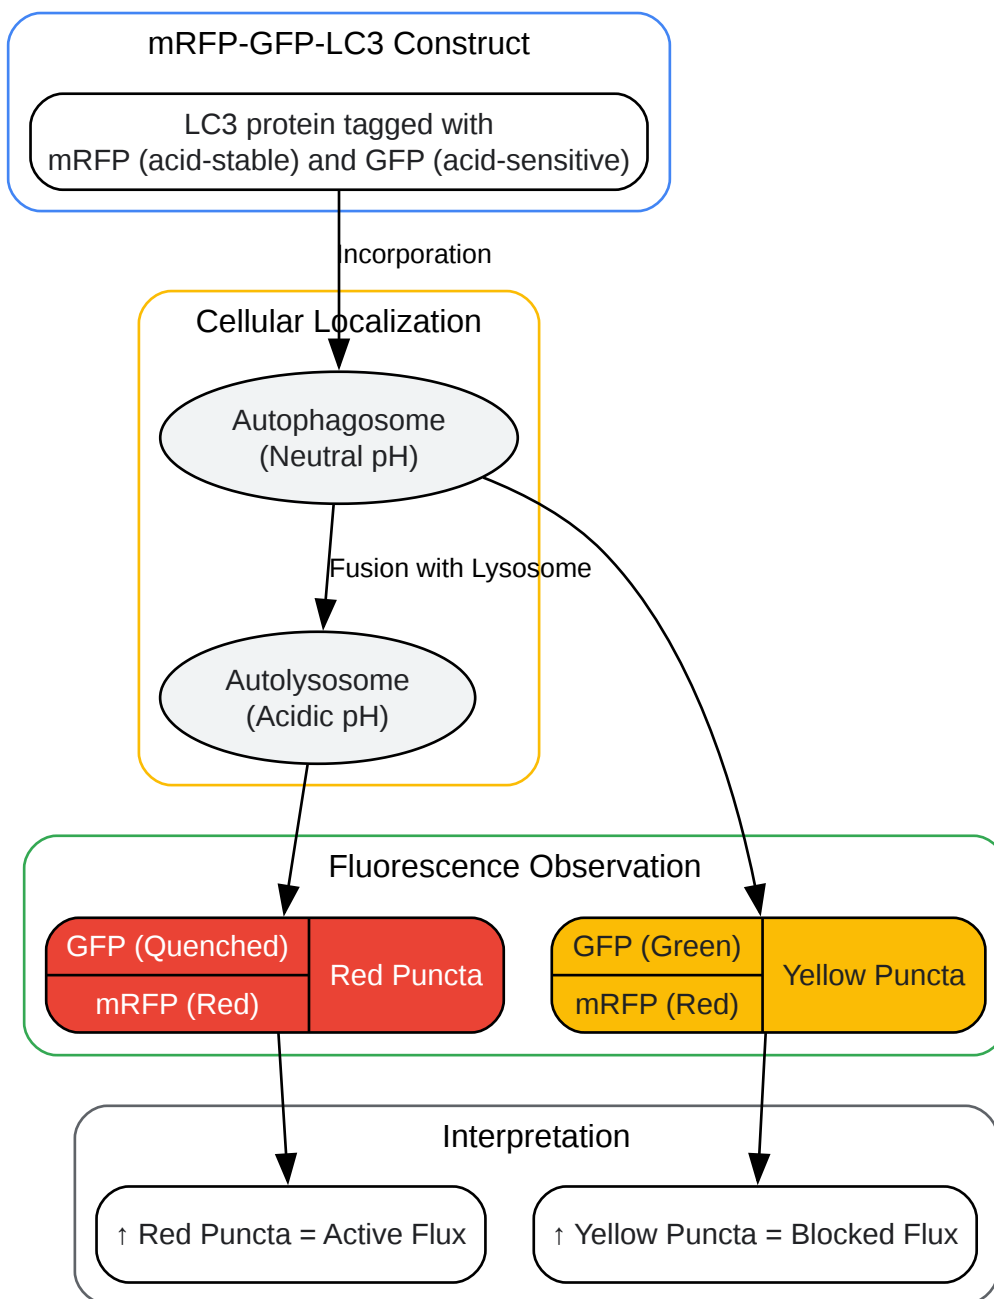 mRFP-GFP-LC3 Construct
LC3 protein tagged with
mRFP (acid-stable) and GFP (acid-sensitive)
Incorporation
Cellular Localization
Autophagosome
(Neutral pH)
Fusion with Lysosome
Autolysosome
(Acidic pH)
Fluorescence Observation
GFP (Quenched)
mRFP (Red)
Red Puncta
GFP (Green)
mRFP (Red)
Yellow Puncta
Interpretation
↑ Red Puncta = Active Flux
↑ Yellow Puncta = Blocked Flux